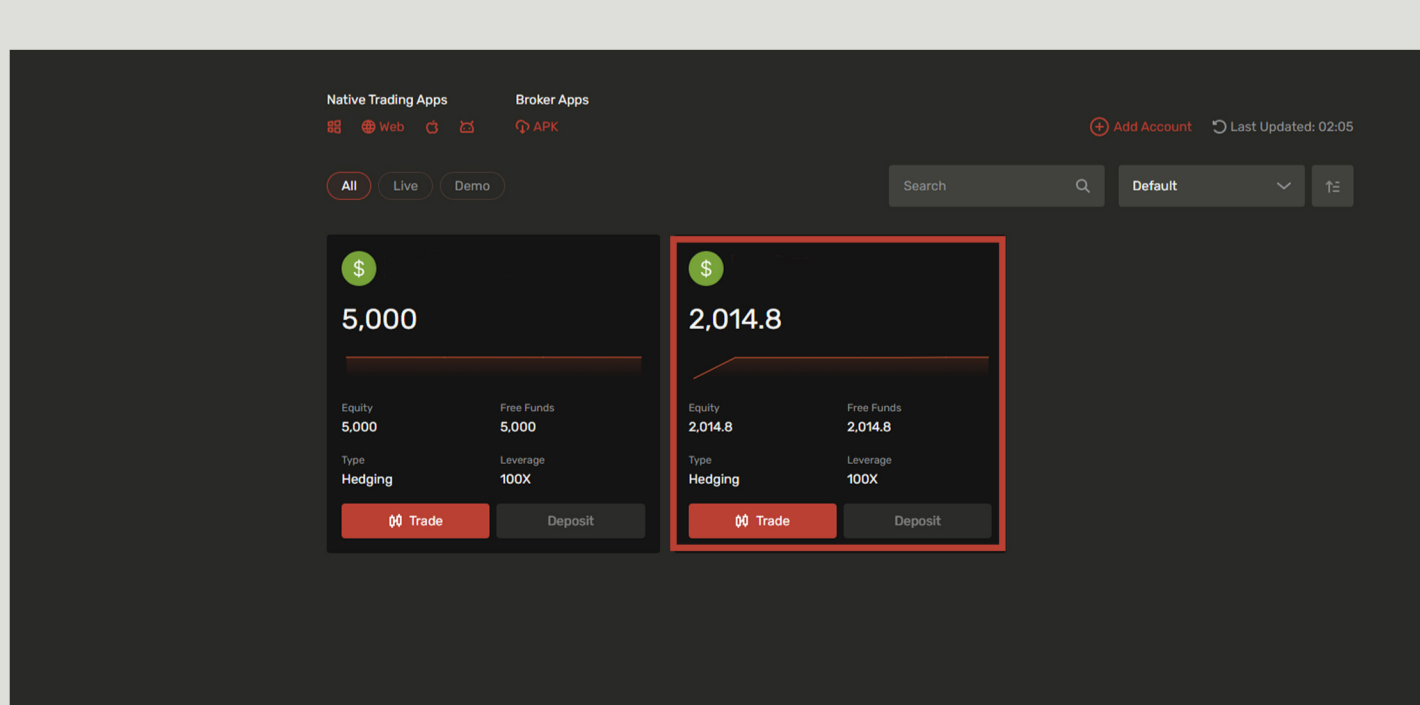 Native Trading Apps Broker Apps
Web APK
Add Account Last Updated: 02:05
All Live Demo Search Default
$
5,000
Equity Free Funds
5,000 5,000
Type Leverage
Hedging 100X
Trade Deposit
$
2,014.8
Equity Free Funds
2,014.8 2,014.8
Type Leverage
Hedging 100X
Trade Deposit